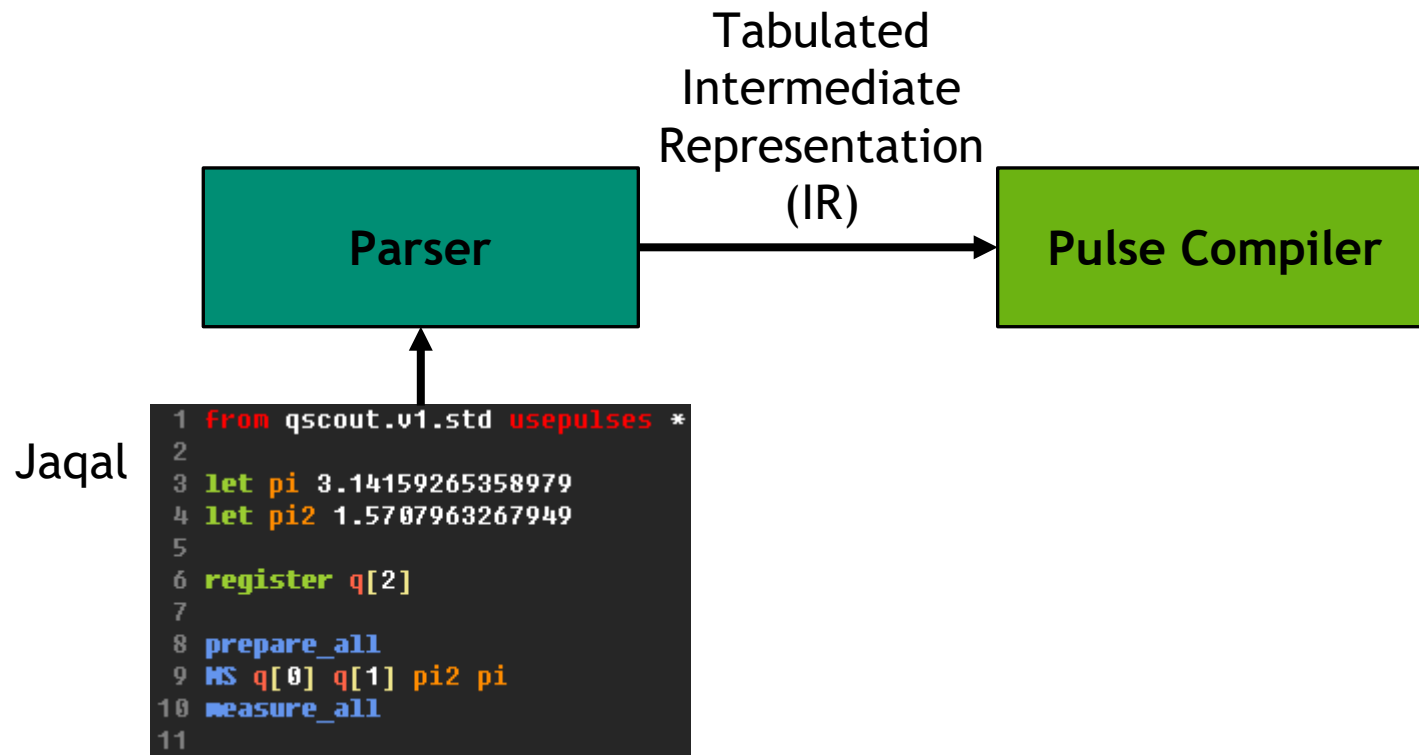 Tabulated
Intermediate
Representation
(IR)
Parser
Pulse Compiler
Jaqal
1 from qscout.v1.std usepulses *
2
3 let pi 3.14159265358979
4 let pi2 1.5707963267949
5
6 register q[2]
7
8 prepare_all
9 MS q[0] q[1] pi2 pi
10 measure_all
11